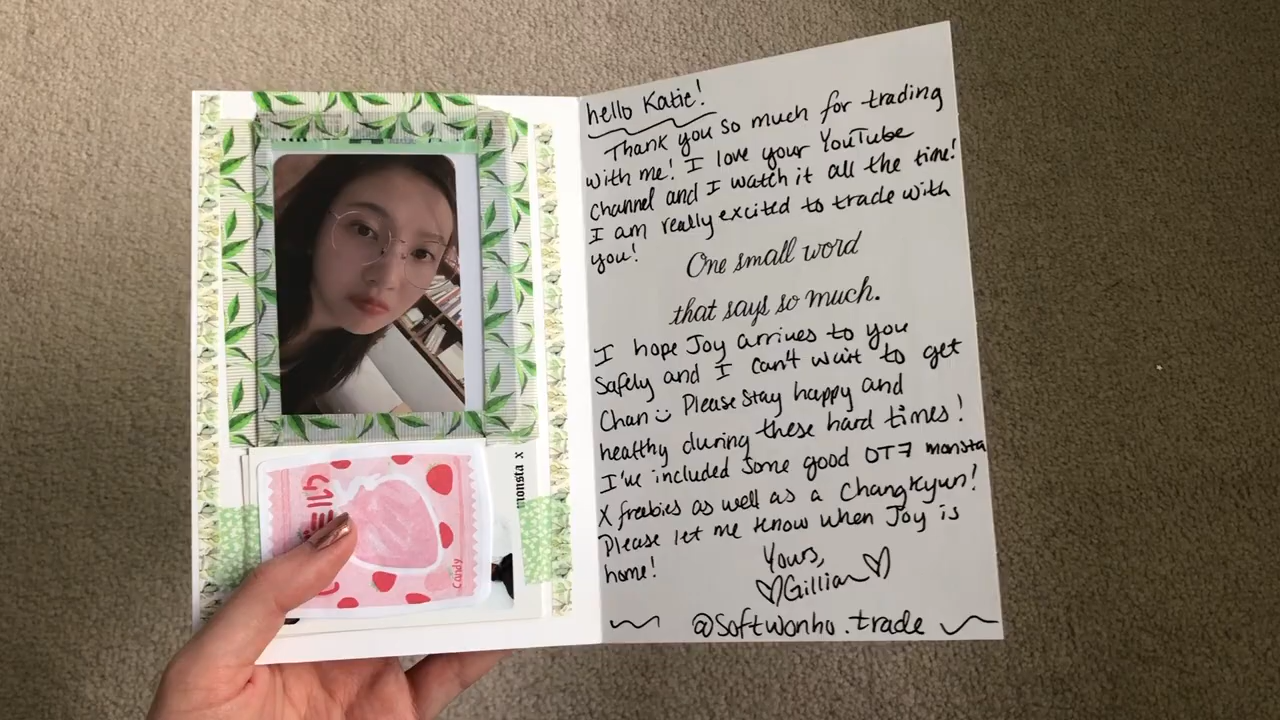 hello Katie!
Thank you so much for trading
with me! I love your YouTube
channel and I watch it all the time!
I am really excited to trade with
you!
One small word
that says so much.
I hope Joy arrives to you
safely and I can't wait to get
Chan Please stay happy and
healthy during these hard times!
I've included some good OT7 monsta
X freebies as well as a Changkyun!
Please let me know when Joy is
home!
Yours,
Gillian
@softwonho.trade
monsta x
Candy